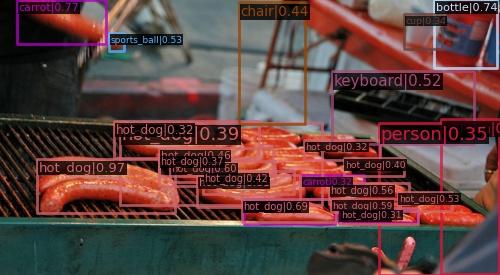 carrot|0.77
chair|0.44
bottle|0.74
cup|0.34
sports_ball|0.53
keyboard|0.52
hot_dog|0.32
hot_dog|0.39
person|0.35
hot_dog|0.32
hot_dog|0.46
hot_dog|0.37
hot_dog|0.60
hot_dog|0.40
hot_dog|0.97
hot_dog|0.42
carrot|0.32
hot_dog|0.56
hot_dog|0.53
hot_dog|0.69
hot_dog|0.59
hot_dog|0.31